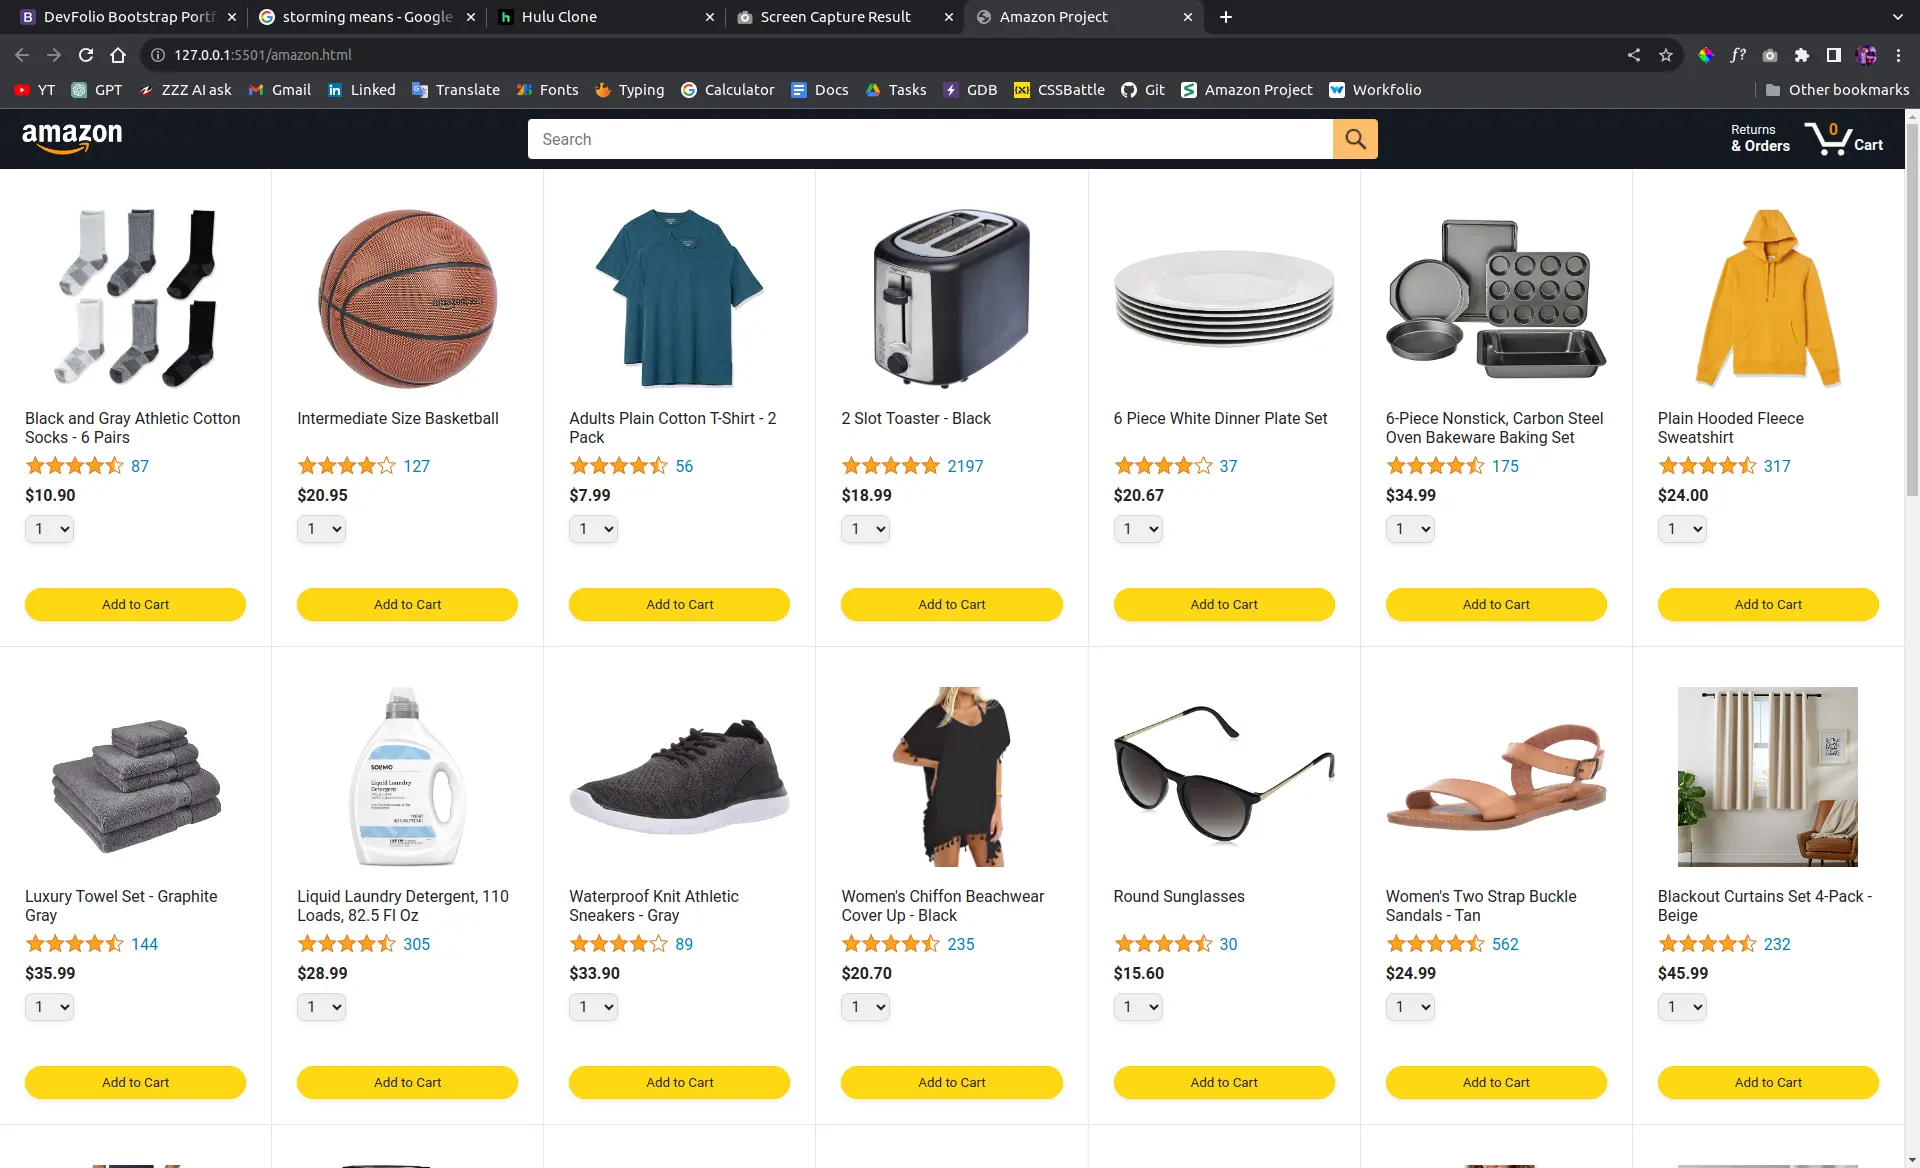 DevFolio Bootstrap Portf
storming means - Google
Hulu Clone
Screen Capture Result
Amazon Project
127.0.0.1:5501/amazon.html
YT GPT ZZZ AI ask Gmail Linked Translate Fonts Typing Calculator Docs Tasks GDB CSSBattle Git Amazon Project Workfolio Other bookmarks
amazon
Search
Returns
& Orders
0
Cart
Black and Gray Athletic Cotton
Socks - 6 Pairs
87
$10.90
1
Add to Cart
Intermediate Size Basketball
127
$20.95
1
Add to Cart
Adults Plain Cotton T-Shirt - 2
Pack
56
$7.99
1
Add to Cart
2 Slot Toaster - Black
2197
$18.99
1
Add to Cart
6 Piece White Dinner Plate Set
37
$20.67
1
Add to Cart
6-Piece Nonstick, Carbon Steel
Oven Bakeware Baking Set
175
$34.99
1
Add to Cart
Plain Hooded Fleece
Sweatshirt
317
$24.00
1
Add to Cart
Luxury Towel Set - Graphite
Gray
144
$35.99
1
Add to Cart
SOLIMO
Liquid Laundry
Detergent
Liquid Laundry Detergent, 110
Loads, 82.5 Fl Oz
305
$28.99
1
Add to Cart
Waterproof Knit Athletic
Sneakers - Gray
89
$33.90
1
Add to Cart
Women's Chiffon Beachwear
Cover Up - Black
235
$20.70
1
Add to Cart
Round Sunglasses
30
$15.60
1
Add to Cart
Women's Two Strap Buckle
Sandals - Tan
562
$24.99
1
Add to Cart
Blackout Curtains Set 4-Pack -
Beige
232
$45.99
1
Add to Cart